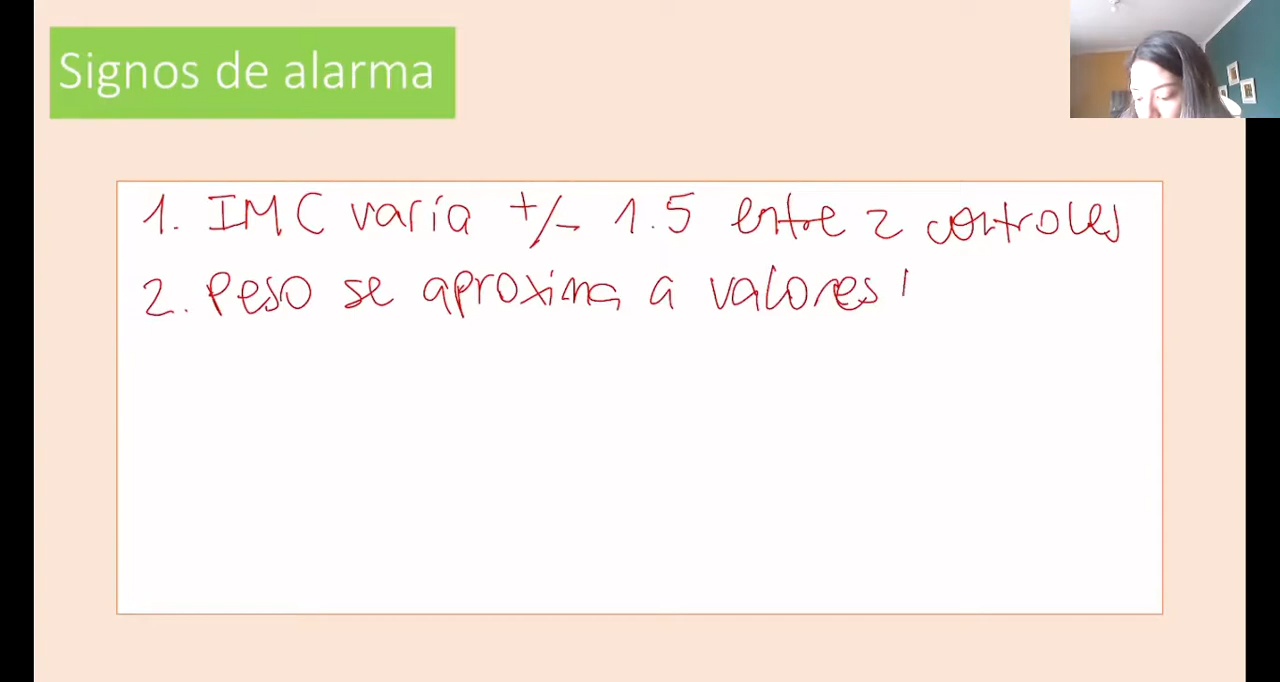 Signos de alarma
1. IMC varía +/- 1.5 entre 2 controles
2. Peso se aproxima a valores